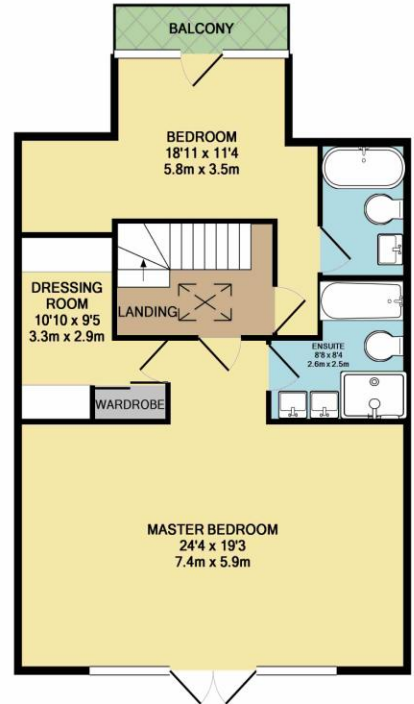 BALCONY
BEDROOM
18'11 x 11'4
5.8m x 3.5m
DRESSING
ROOM
10'10 x 9'5
3.3m x 2.9m
LANDING
ENSUITE
8'8 x 8'4
2.6m x 2.5m
WARDROBE
MASTER BEDROOM
24'4 x 19'3
7.4m x 5.9m